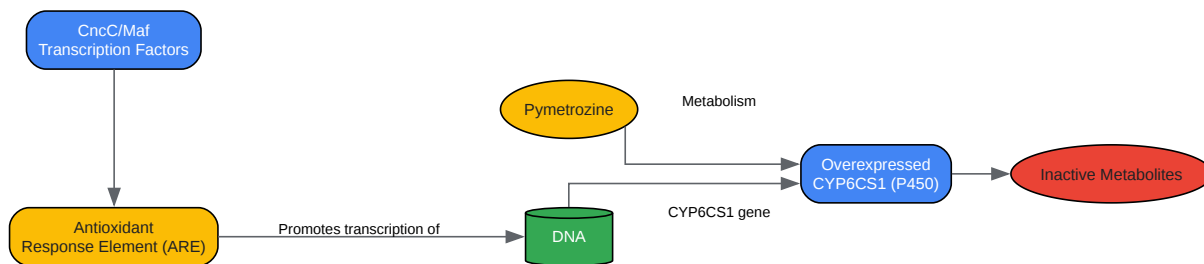 CncC/Maf
Transcription Factors
Pymetrozine
Metabolism
Overexpressed
CYP6CS1 (P450)
Inactive Metabolites
CYP6CS1 gene
Antioxidant
Response Element (ARE)
Promotes transcription of
DNA